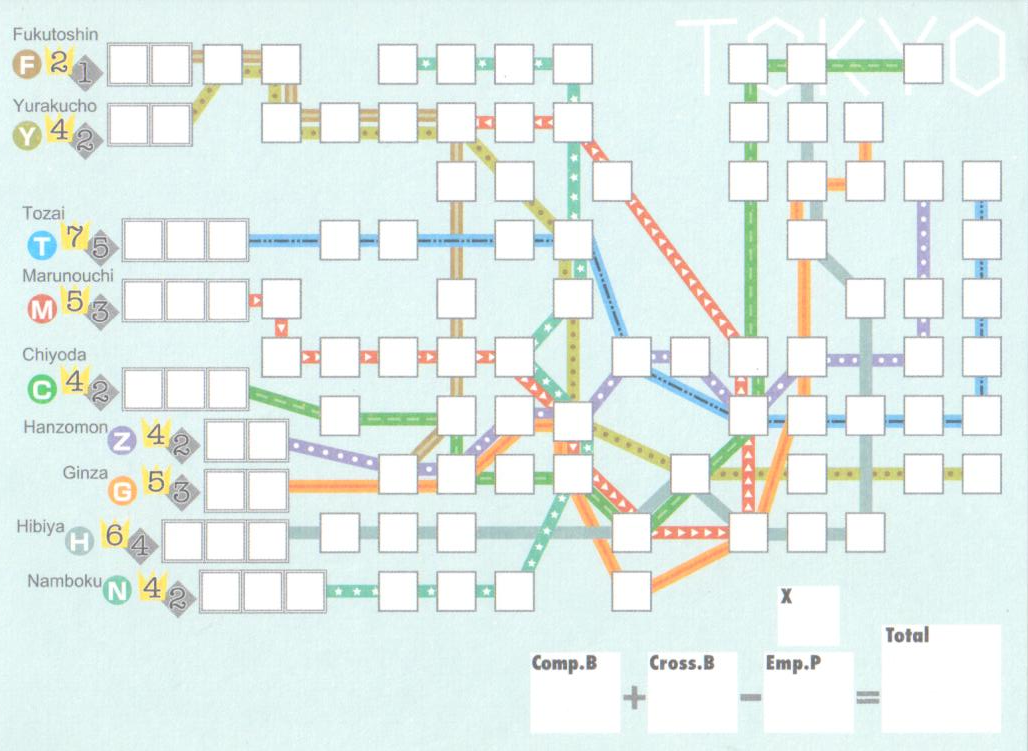 TOKYO
Fukutoshin
F 2 1
Yurakucho
Y 4 2
Tozai
T 7 5
Marunouchi
M 5 3
Chiyoda
C 4 2
Hanzomon Z 4 2
Ginza
G 5 3
Hibiya H 6 4
Namboku N 4 2
X
Comp.B + Cross.B - Emp.P = Total